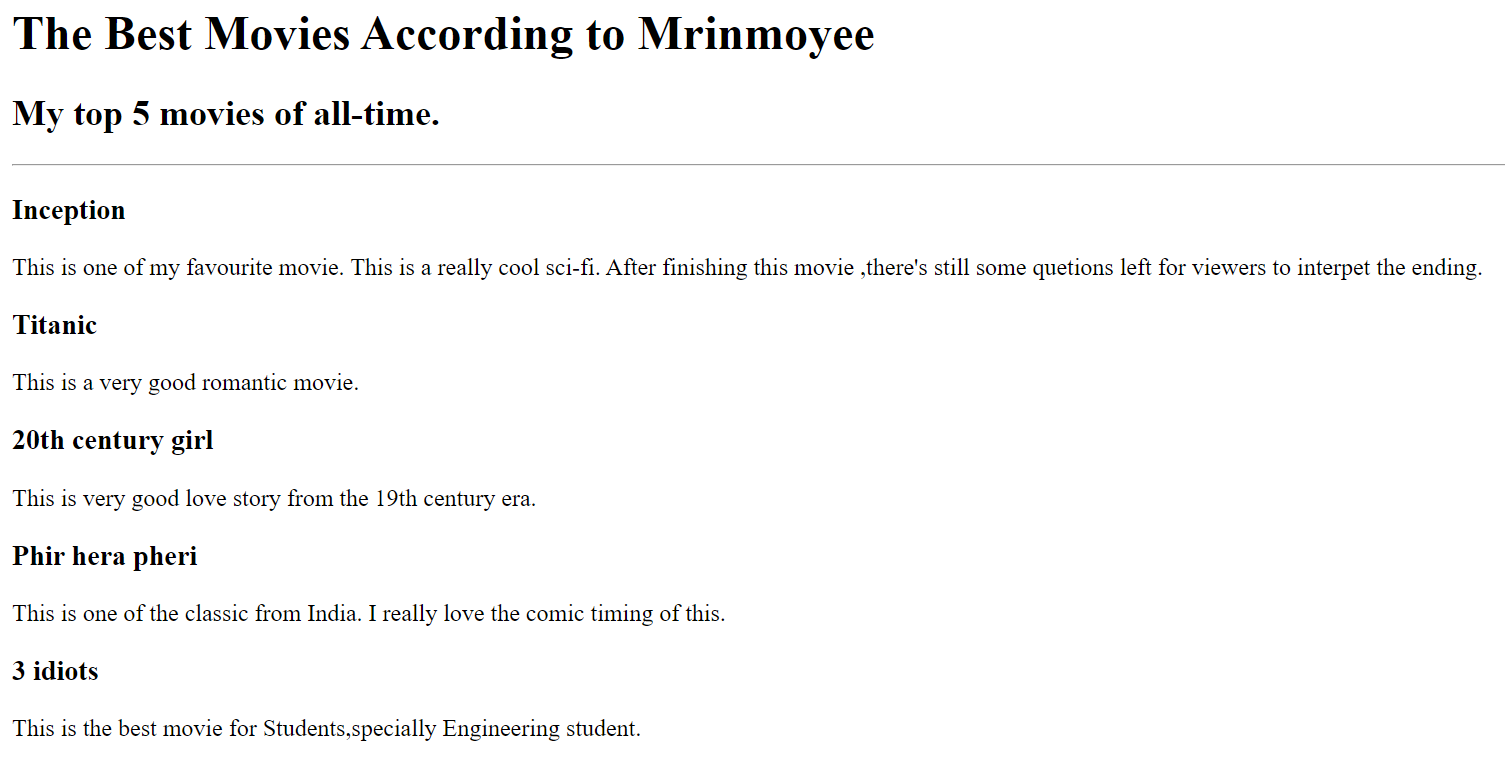 The Best Movies According to Mrinmoyee
My top 5 movies of all-time.
Inception
This is one of my favourite movie. This is a really cool sci-fi. After finishing this movie ,there's still some quetions left for viewers to interpet the ending.
Titanic
This is a very good romantic movie.
20th century girl
This is very good love story from the 19th century era.
Phir hera pheri
This is one of the classic from India. I really love the comic timing of this.
3 idiots
This is the best movie for Students,specially Engineering student.